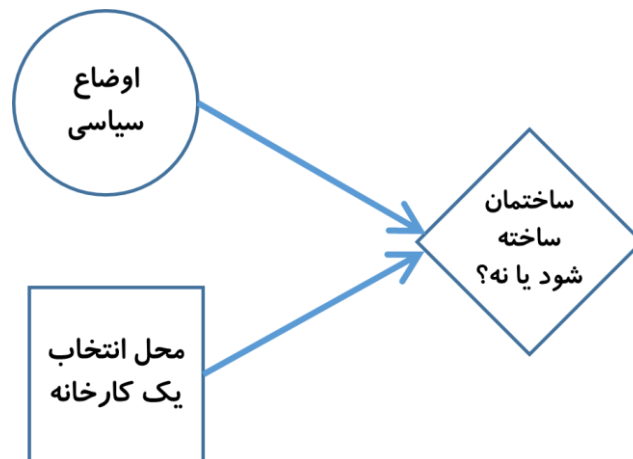 اوضاع
سیاسی
ساختمان
ساخته
شود یا نه؟
محل انتخاب
یک کارخانه